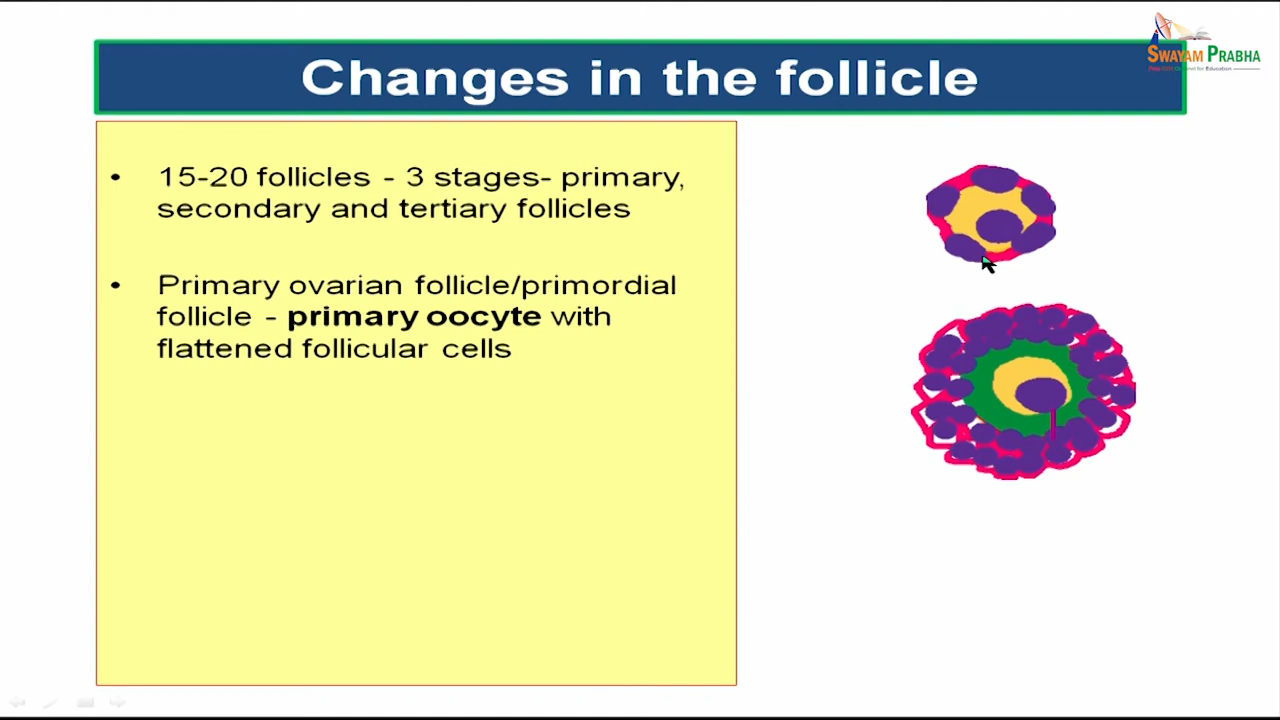 SWAYAM PRABHA
Changes in the follicle
• 15-20 follicles - 3 stages- primary,
secondary and tertiary follicles
• Primary ovarian follicle/primordial
follicle - primary oocyte with
flattened follicular cells